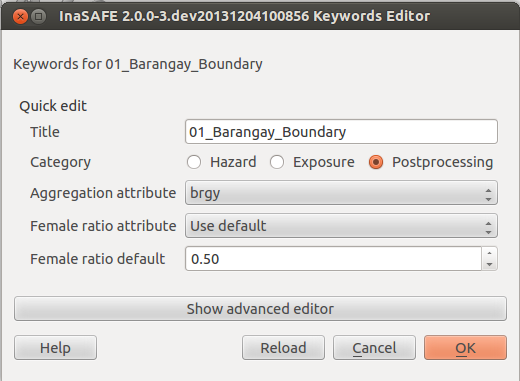 InaSAFE 2.0.0-3.dev20131204100856 Keywords Editor
Keywords for 01_Barangay_Boundary
Quick edit
Title 01_Barangay_Boundary
Category Hazard Exposure Postprocessing
Aggregation attribute brgy
Female ratio attribute Use default
Female ratio default 0.50
Show advanced editor
Help Reload Cancel OK